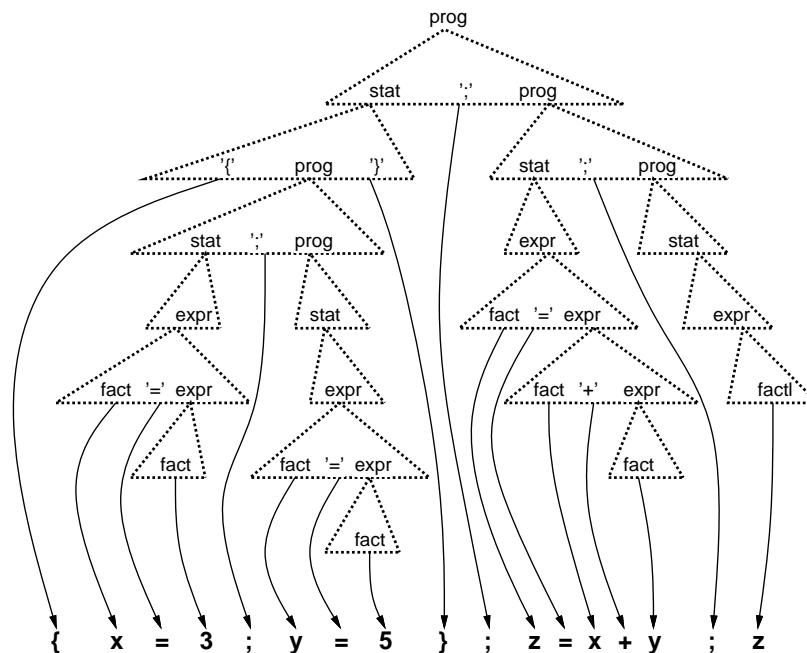 prog
stat ';' prog
'{' prog '}' stat ';' prog
stat ';' prog expr stat
expr stat fact '=' expr expr
fact '=' expr expr fact '+' expr factl
fact fact '=' expr fact
fact
{ x = 3 ; y = 5 } ; z = x + y ; z